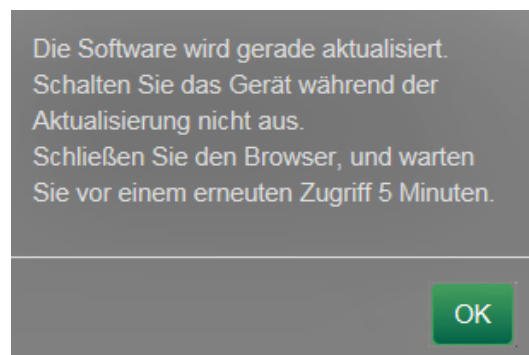 Die Software wird gerade aktualisiert.
Schalten Sie das Gerät während der
Aktualisierung nicht aus.
Schließen Sie den Browser, und warten
Sie vor einem erneuten Zugriff 5 Minuten.
OK